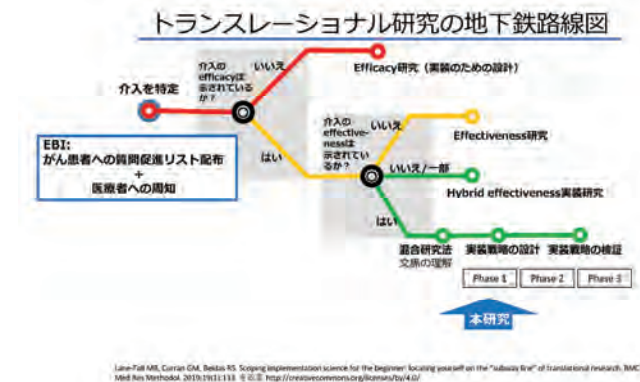 トランスレーショナル研究の地下鉄路線図
介入を特定
介入の
efficacyは
示されている
か？
いいえ
Efficacy研究（実装のための設計）
はい
EBI:
がん患者への質問促進リスト配布
+
医療者への周知
介入の
effective-
nessは
示されてい
るか？
いいえ
Effectiveness研究
いいえ/一部
Hybrid effectiveness実装研究
はい
混合研究法
文脈の理解
実装戦略の設計
実装戦略の検証
Phase 1
Phase 2
Phase 3
本研究
Lane-Fall MB, Curran GM, Beidas RS. Scoping implementation science for the beginner: locating yourself on the "subway line" of translational research. BMC
Med Res Methodol. 2019;19(1):133. を改変 http://creativecommons.org/licenses/by/4.0/